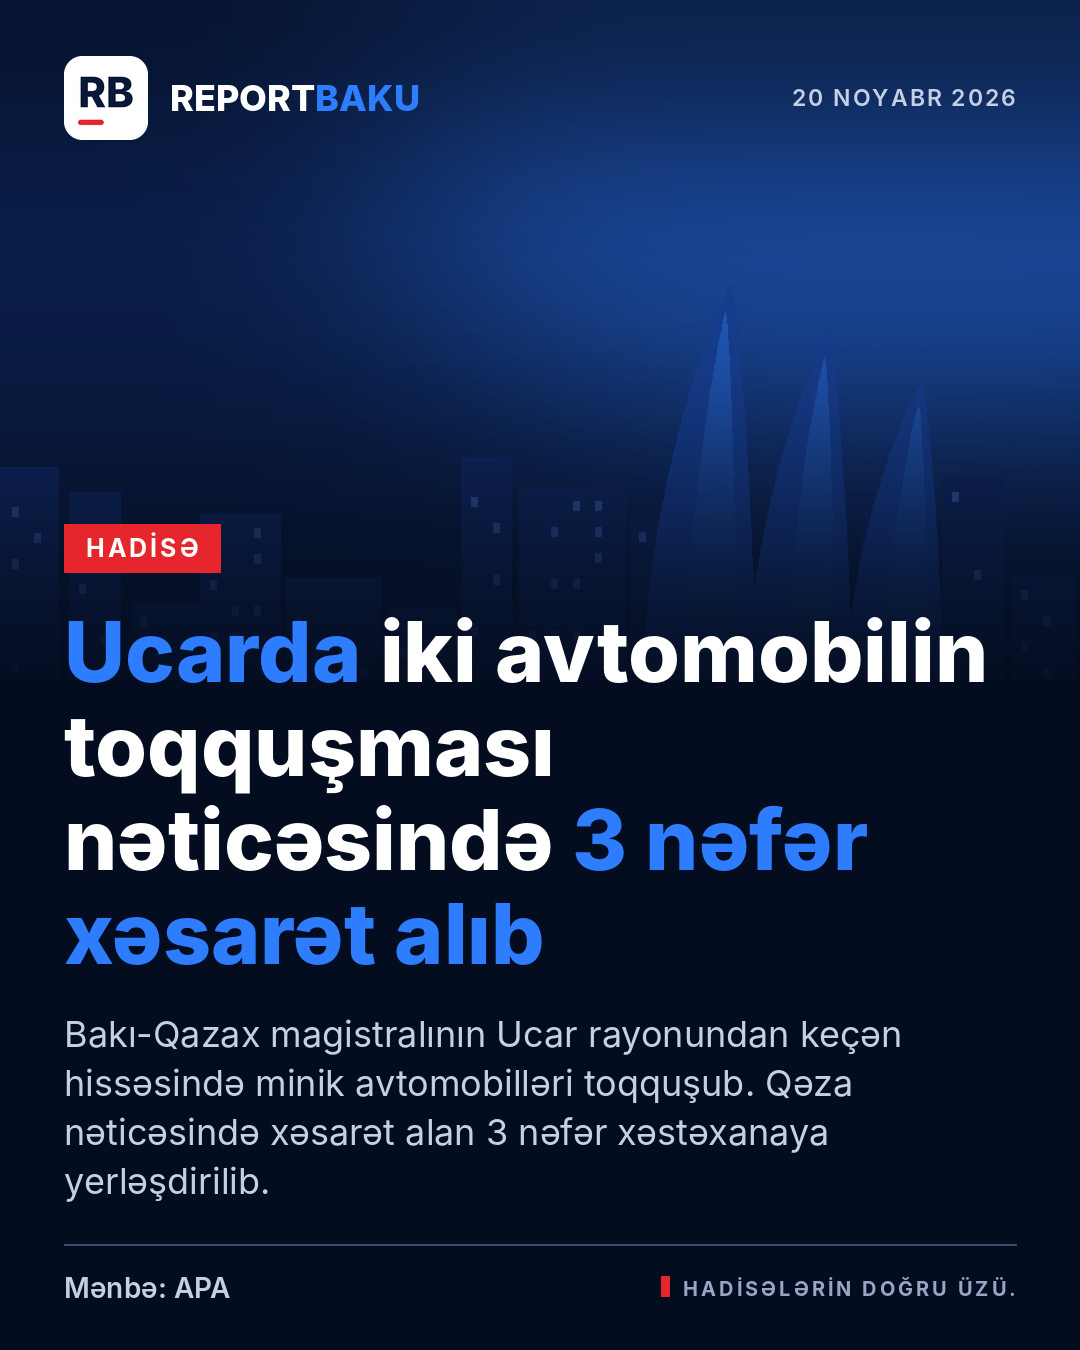 RB
REPORTBAKU
20 NOYABR 2026
HADİSƏ
Ucarda iki avtomobilin
toqquşması
nəticəsində 3 nəfər
xəsarət alıb
Bakı-Qazax magistralının Ucar rayonundan keçən
hissəsində minik avtomobilləri toqquşub. Qəza
nəticəsində xəsarət alan 3 nəfər xəstəxanaya
yerləşdirilib.
Mənbə: APA
HADİSƏLƏRİN DOĞRU ÜZÜ.